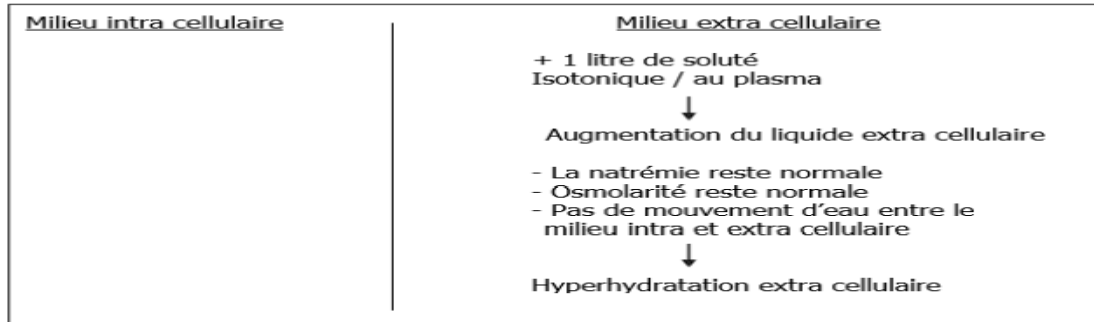 Milieu intra cellulaire
Milieu extra cellulaire
+ 1 litre de soluté
Isotonique / au plasma
Augmentation du liquide extra cellulaire
- La natrémie reste normale
- Osmolarité reste normale
- Pas de mouvement d'eau entre le
milieu intra et extra cellulaire
Hyperhydratation extra cellulaire